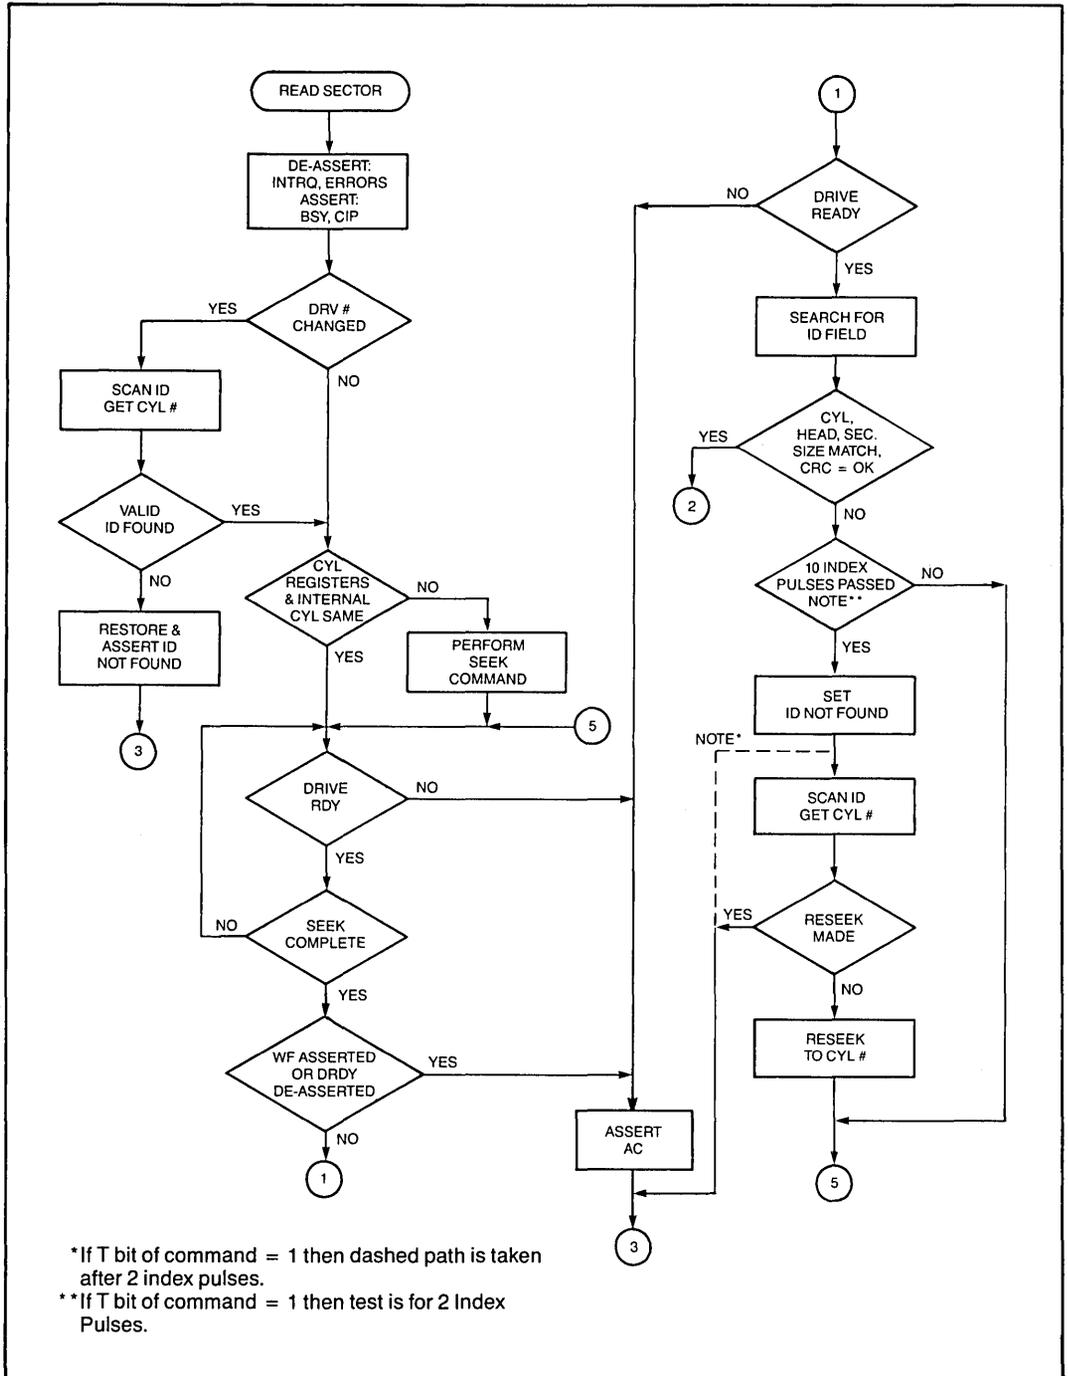 READ SECTOR
DE-ASSERT:
INTRQ, ERRORS
ASSERT:
BSY, CIP
DRV #
CHANGED
YES
NO
SCAN ID
GET CYL #
VALID
ID FOUND
YES
NO
RESTORE &
ASSERT ID
NOT FOUND
3
CYL
REGISTERS
& INTERNAL
CYL SAME
NO
YES
PERFORM
SEEK
COMMAND
5
DRIVE
RDY
NO
YES
SEEK
COMPLETE
NO
YES
WF ASSERTED
OR DRDY
DE-ASSERTED
YES
NO
1
ASSERT
AC
3
1
DRIVE
READY
NO
YES
SEARCH FOR
ID FIELD
CYL,
HEAD, SEC.
SIZE MATCH,
CRC = OK
YES
2
NO
10 INDEX
PULSES PASSED
NOTE**
NO
YES
SET
ID NOT FOUND
NOTE*
SCAN ID
GET CYL #
RESEEK
MADE
YES
NO
RESEEK
TO CYL #
5
*If T bit of command = 1 then dashed path is taken
after 2 index pulses.
**If T bit of command = 1 then test is for 2 Index
Pulses.